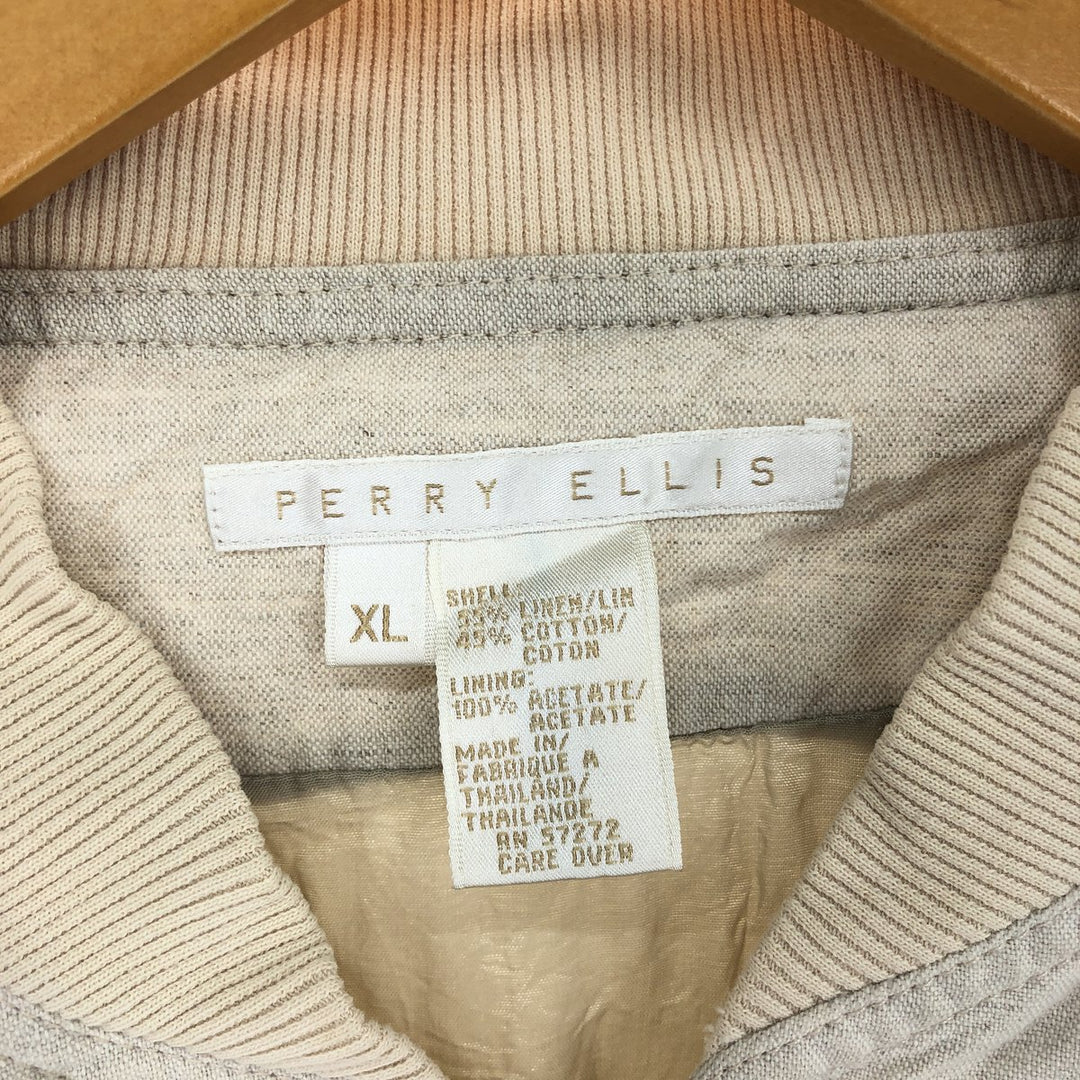 PERRY ELLIS
XL
SHELL:
55% LINEN/LIN
45% COTTON/
COTON
LINING:
100% ACETATE/
ACETATE
MADE IN/
FABRIQUE A
THAILAND/
THAILANDE
RN 57272
CARE OVER